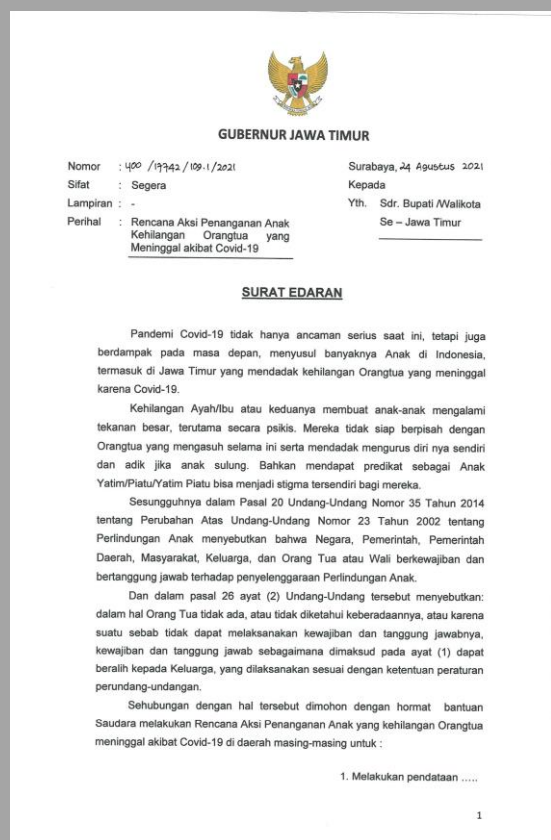 GUBERNUR JAWA TIMUR
Nomor : 400 /17742/109.1/2021
Surabaya, 24 Agustus 2021
Sifat : Segera
Kepada
Lampiran : -
Yth. Sdr. Bupati /Walikota
Perihal : Rencana Aksi Penanganan Anak
Se – Jawa Timur
Kehilangan Orangtua yang
Meninggal akibat Covid-19
SURAT EDARAN
Pandemi Covid-19 tidak hanya ancaman serius saat ini, tetapi juga
berdampak pada masa depan, menyusul banyaknya Anak di Indonesia,
termasuk di Jawa Timur yang mendadak kehilangan Orangtua yang meninggal
karena Covid-19.
Kehilangan Ayah/Ibu atau keduanya membuat anak-anak mengalami
tekanan besar, terutama secara psikis. Mereka tidak siap berpisah dengan
Orangtua yang mengasuh selama ini serta mendadak mengurus diri nya sendiri
dan adik jika anak sulung. Bahkan mendapat predikat sebagai Anak
Yatim/Piatu/Yatim Piatu bisa menjadi stigma tersendiri bagi mereka.
Sesungguhnya dalam Pasal 20 Undang-Undang Nomor 35 Tahun 2014
tentang Perubahan Atas Undang-Undang Nomor 23 Tahun 2002 tentang
Perlindungan Anak menyebutkan bahwa Negara, Pemerintah, Pemerintah
Daerah, Masyarakat, Keluarga, dan Orang Tua atau Wali berkewajiban dan
bertanggung jawab terhadap penyelenggaraan Perlindungan Anak.
Dan dalam pasal 26 ayat (2) Undang-Undang tersebut menyebutkan:
dalam hal Orang Tua tidak ada, atau tidak diketahui keberadaannya, atau karena
suatu sebab tidak dapat melaksanakan kewajiban dan tanggung jawabnya,
kewajiban dan tanggung jawab sebagaimana dimaksud pada ayat (1) dapat
beralih kepada Keluarga, yang dilaksanakan sesuai dengan ketentuan peraturan
perundang-undangan.
Sehubungan dengan hal tersebut dimohon dengan hormat bantuan
Saudara melakukan Rencana Aksi Penanganan Anak yang kehilangan Orangtua
meninggal akibat Covid-19 di daerah masing-masing untuk :
1. Melakukan pendataan .....
1